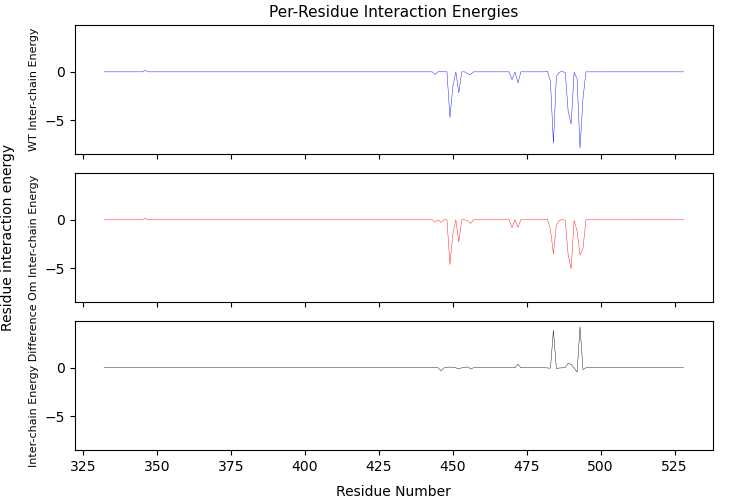 Per-Residue Interaction Energies
Residue interaction energy
WT Inter-chain Energy
0
−5
Om Inter-chain Energy
0
−5
Inter-chain Energy Difference
0
−5
325 350 375 400 425 450 475 500 525
Residue Number